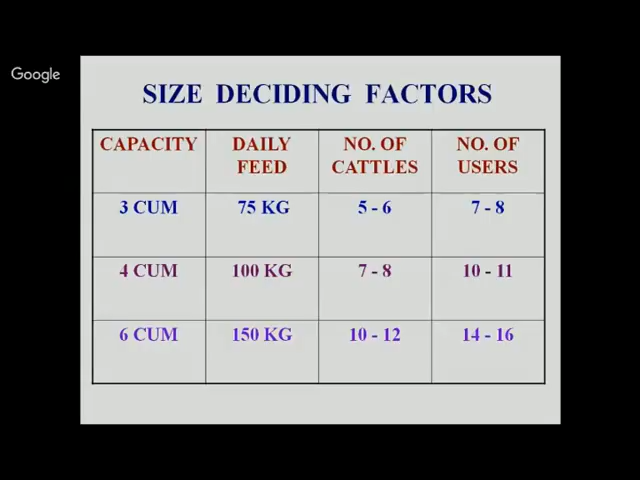 Google
SIZE DECIDING FACTORS
CAPACITY DAILY FEED NO. OF CATTLES NO. OF USERS
3 CUM 75 KG 5 - 6 7 - 8
4 CUM 100 KG 7 - 8 10 - 11
6 CUM 150 KG 10 - 12 14 - 16